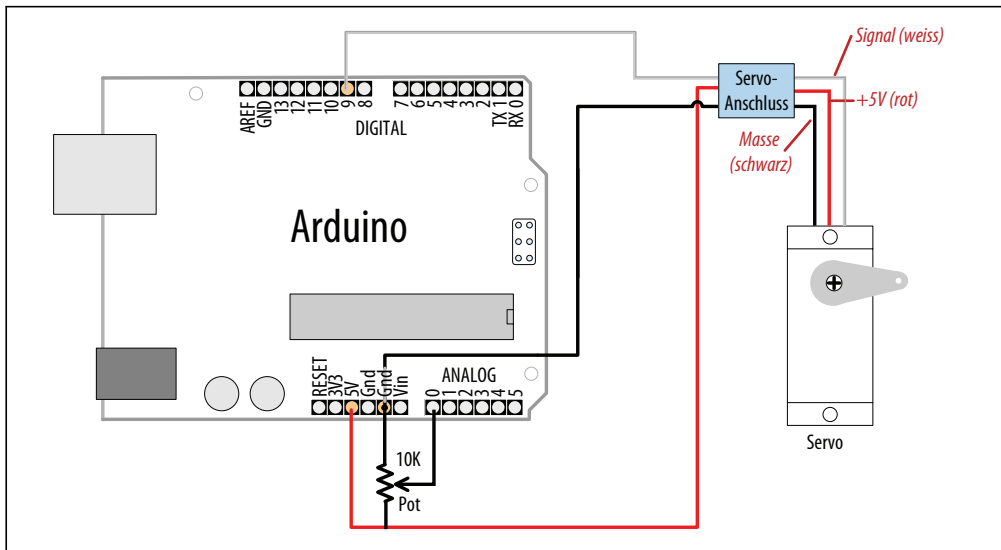 Signal (weiss)
Servo-
Anschluss
+5V (rot)
Masse
(schwarz)
AREF
GND
13
12
11
10
9
8
7
6
5
4
3
2
TX 1
RX 0
DIGITAL
Arduino
RESET
3V3
5V
Gnd
Gnd
Vin
ANALOG
0
1
2
3
4
5
10K
Pot
Servo